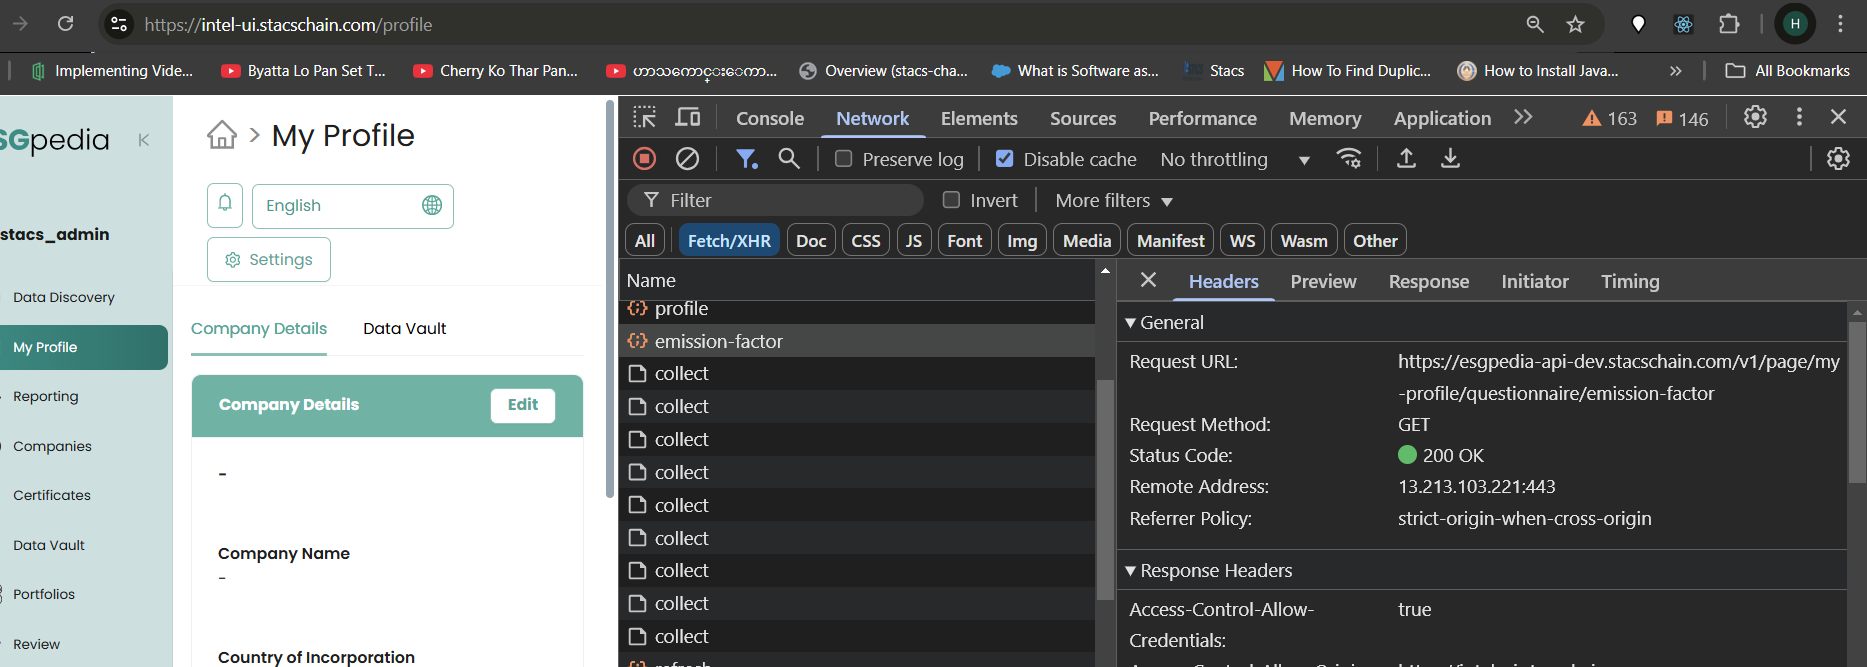 https://intel-ui.stacschain.com/profile
H
Implementing Vide...
Byatta Lo Pan Set T...
Cherry Ko Thar Pan...
ဟာသကောင္းေကာ...
Overview (stacs-cha...
What is Software as...
Stacs
How To Find Duplic...
How to Install Java...
»
All Bookmarks
SGpedia
stacs_admin
Data Discovery
My Profile
Reporting
Companies
Certificates
Data Vault
Portfolios
Review
> My Profile
English
Settings
Company Details
Data Vault
Company Details
Edit
-
Company Name
-
Country of Incorporation
Console
Network
Elements
Sources
Performance
Memory
Application
163
146
Preserve log
Disable cache
No throttling
Filter
Invert
More filters
All
Fetch/XHR
Doc
CSS
JS
Font
Img
Media
Manifest
WS
Wasm
Other
Name
profile
emission-factor
collect
collect
collect
collect
collect
collect
collect
collect
collect
Headers
Preview
Response
Initiator
Timing
General
Request URL: https://esgpedia-api-dev.stacschain.com/v1/page/my
-profile/questionnaire/emission-factor
Request Method: GET
Status Code: 200 OK
Remote Address: 13.213.103.221:443
Referrer Policy: strict-origin-when-cross-origin
Response Headers
Access-Control-Allow- true
Credentials: